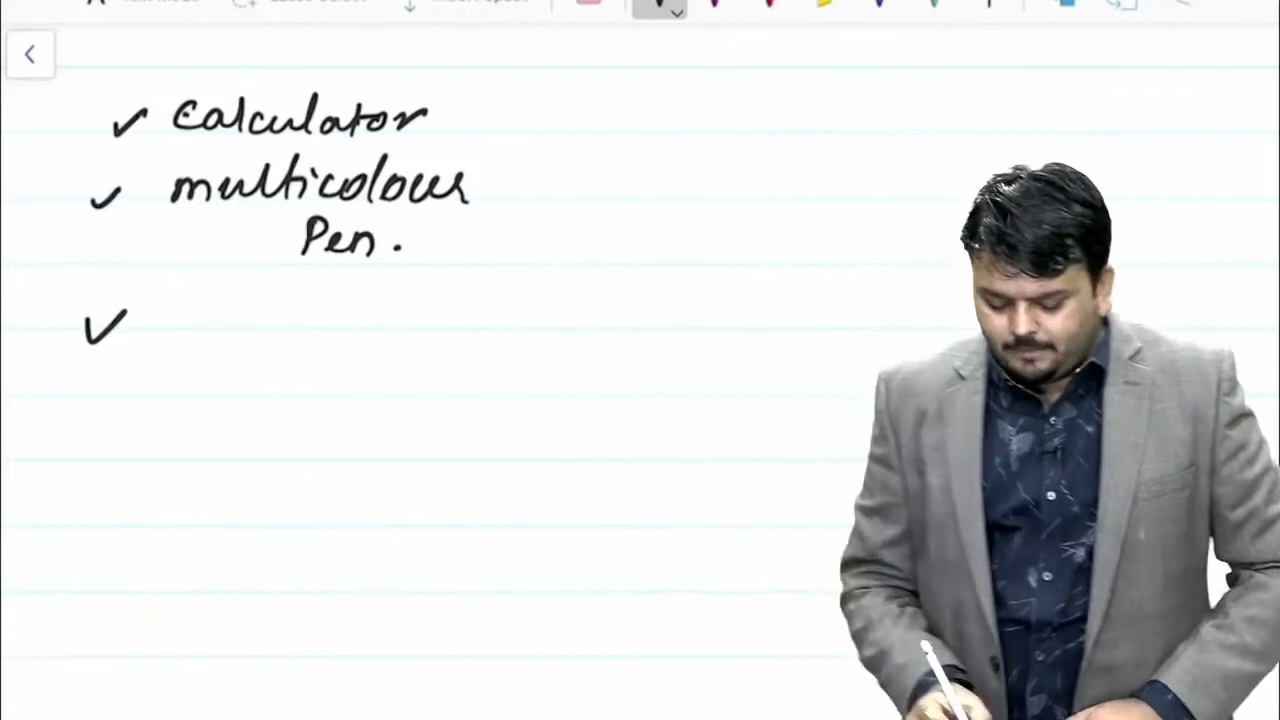 ✓ Calculator
✓ multicolour
Pen.
✓